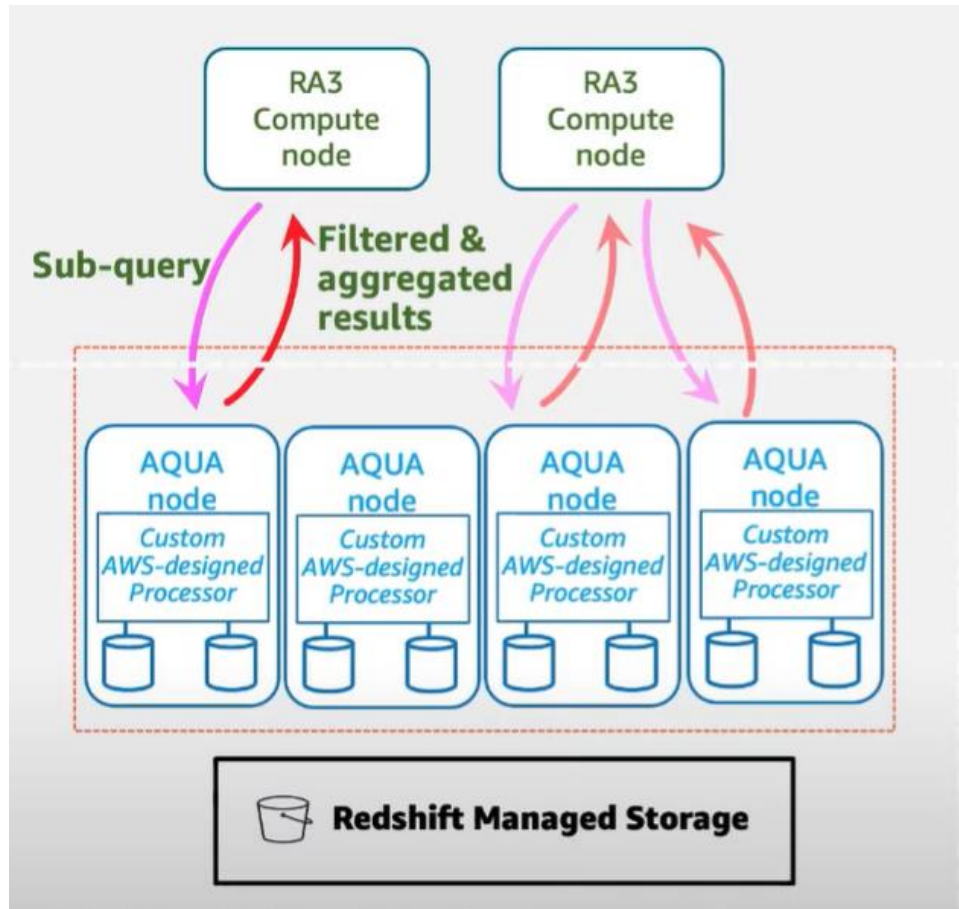 RA3
Compute
node
RA3
Compute
node
Sub-query
Filtered &
aggregated
results
AQUA
node
Custom
AWS-designed
Processor
AQUA
node
Custom
AWS-designed
Processor
AQUA
node
Custom
AWS-designed
Processor
AQUA
node
Custom
AWS-designed
Processor
Redshift Managed Storage